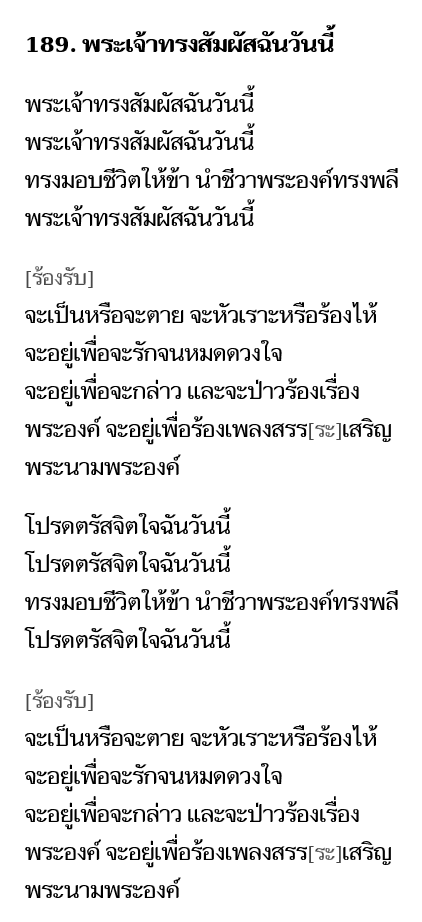 189. พระเจ้าทรงสัมผัสฉันวันนี้
พระเจ้าทรงสัมผัสฉันวันนี้
พระเจ้าทรงสัมผัสฉันวันนี้
ทรงมอบชีวิตให้ข้า นำชีวาพระองค์ทรงพลี
พระเจ้าทรงสัมผัสฉันวันนี้
[ร้องรับ]
จะเป็นหรือจะตาย จะหัวเราะหรือร้องไห้
จะอยู่เพื่อจะรักจนหมดดวงใจ
จะอยู่เพื่อจะกล่าว และจะป่าวร้องเรื่อง
พระองค์ จะอยู่เพื่อร้องเพลงสรร[ระ]เสริญ
พระนามพระองค์
โปรดตรัสจิตใจฉันวันนี้
โปรดตรัสจิตใจฉันวันนี้
ทรงมอบชีวิตให้ข้า นำชีวาพระองค์ทรงพลี
โปรดตรัสจิตใจฉันวันนี้
[ร้องรับ]
จะเป็นหรือจะตาย จะหัวเราะหรือร้องไห้
จะอยู่เพื่อจะรักจนหมดดวงใจ
จะอยู่เพื่อจะกล่าว และจะป่าวร้องเรื่อง
พระองค์ จะอยู่เพื่อร้องเพลงสรร[ระ]เสริญ
พระนามพระองค์